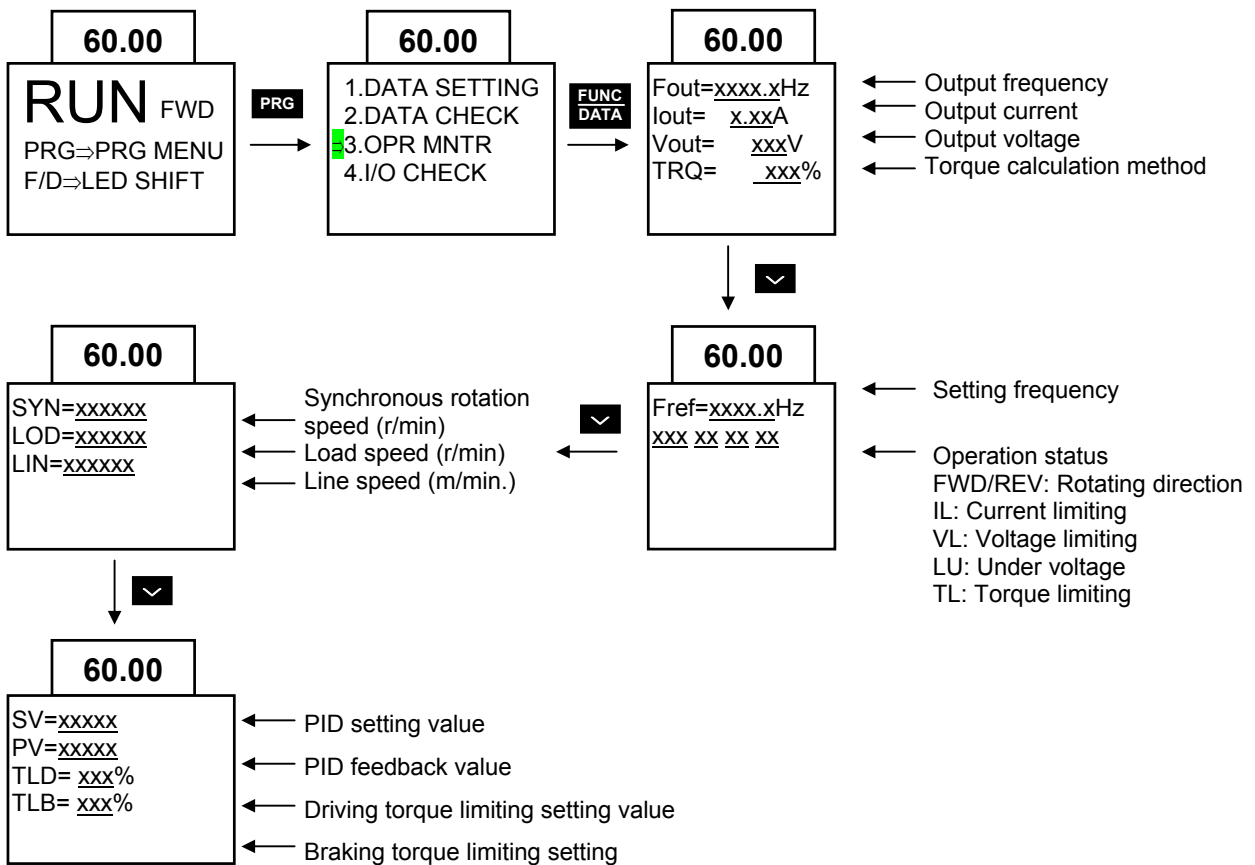 60.00
RUN FWD
PRG⇒PRG MENU
F/D⇒LED SHIFT
PRG
60.00
1.DATA SETTING
2.DATA CHECK
⇒3.OPR MNTR
4.I/O CHECK
FUNC
DATA
60.00
Fout=xxxx.xHz
Iout= x.xxA
Vout= xxxV
TRQ= xxx%
Output frequency
Output current
Output voltage
Torque calculation method
60.00
Fref=xxxx.xHz
xxx xx xx xx
Setting frequency
Operation status
FWD/REV: Rotating direction
IL: Current limiting
VL: Voltage limiting
LU: Under voltage
TL: Torque limiting
60.00
SYN=xxxxxx
LOD=xxxxxx
LIN=xxxxxx
Synchronous rotation
speed (r/min)
Load speed (r/min)
Line speed (m/min.)
60.00
SV=xxxxx
PV=xxxxx
TLD= xxx%
TLB= xxx%
PID setting value
PID feedback value
Driving torque limiting setting value
Braking torque limiting setting